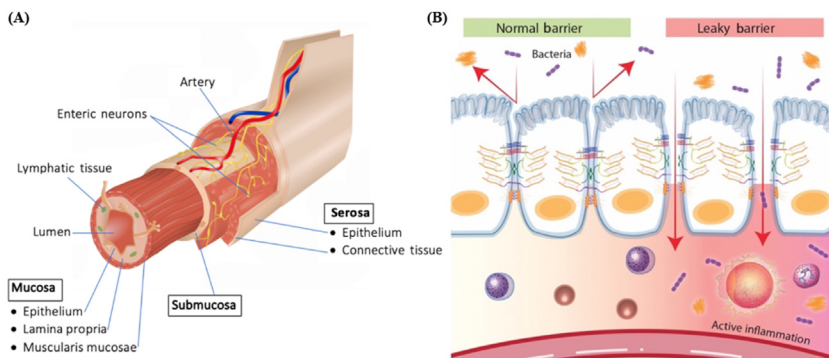 (A)
Artery
Enteric neurons
Lymphatic tissue
Lumen
Serosa
• Epithelium
• Connective tissue
Mucosa
• Epithelium
• Lamina propria
• Muscularis mucosae
Submucosa
(B)
Normal barrier
Leaky barrier
Bacteria
Active inflammation